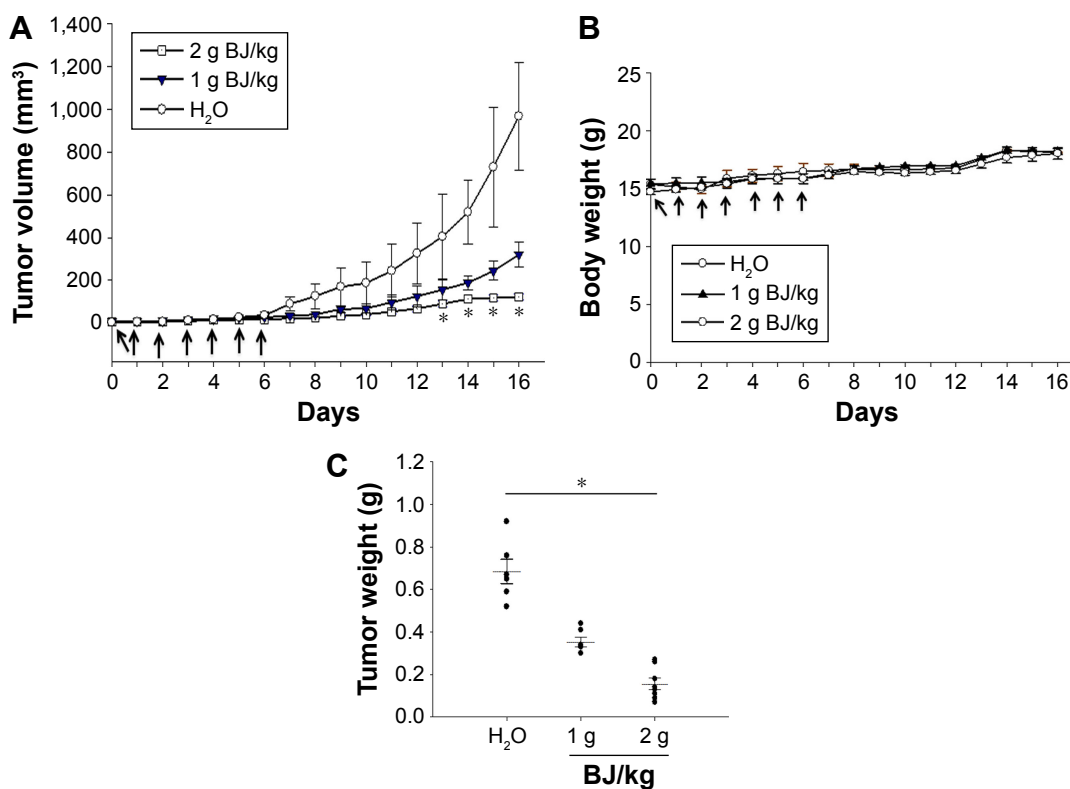 A
Tumor volume (mm³)
1,400
1,200
1,000
800
600
400
200
0
2 g BJ/kg
1 g BJ/kg
H₂O
* * * *
0 2 4 6 8 10 12 14 16
Days
B
Body weight (g)
25
20
15
10
5
0
H₂O
1 g BJ/kg
2 g BJ/kg
0 2 4 6 8 10 12 14 16
Days
C
Tumor weight (g)
1.2
1.0
0.8
0.6
0.4
0.2
0.0
*
H₂O 1 g 2 g
BJ/kg